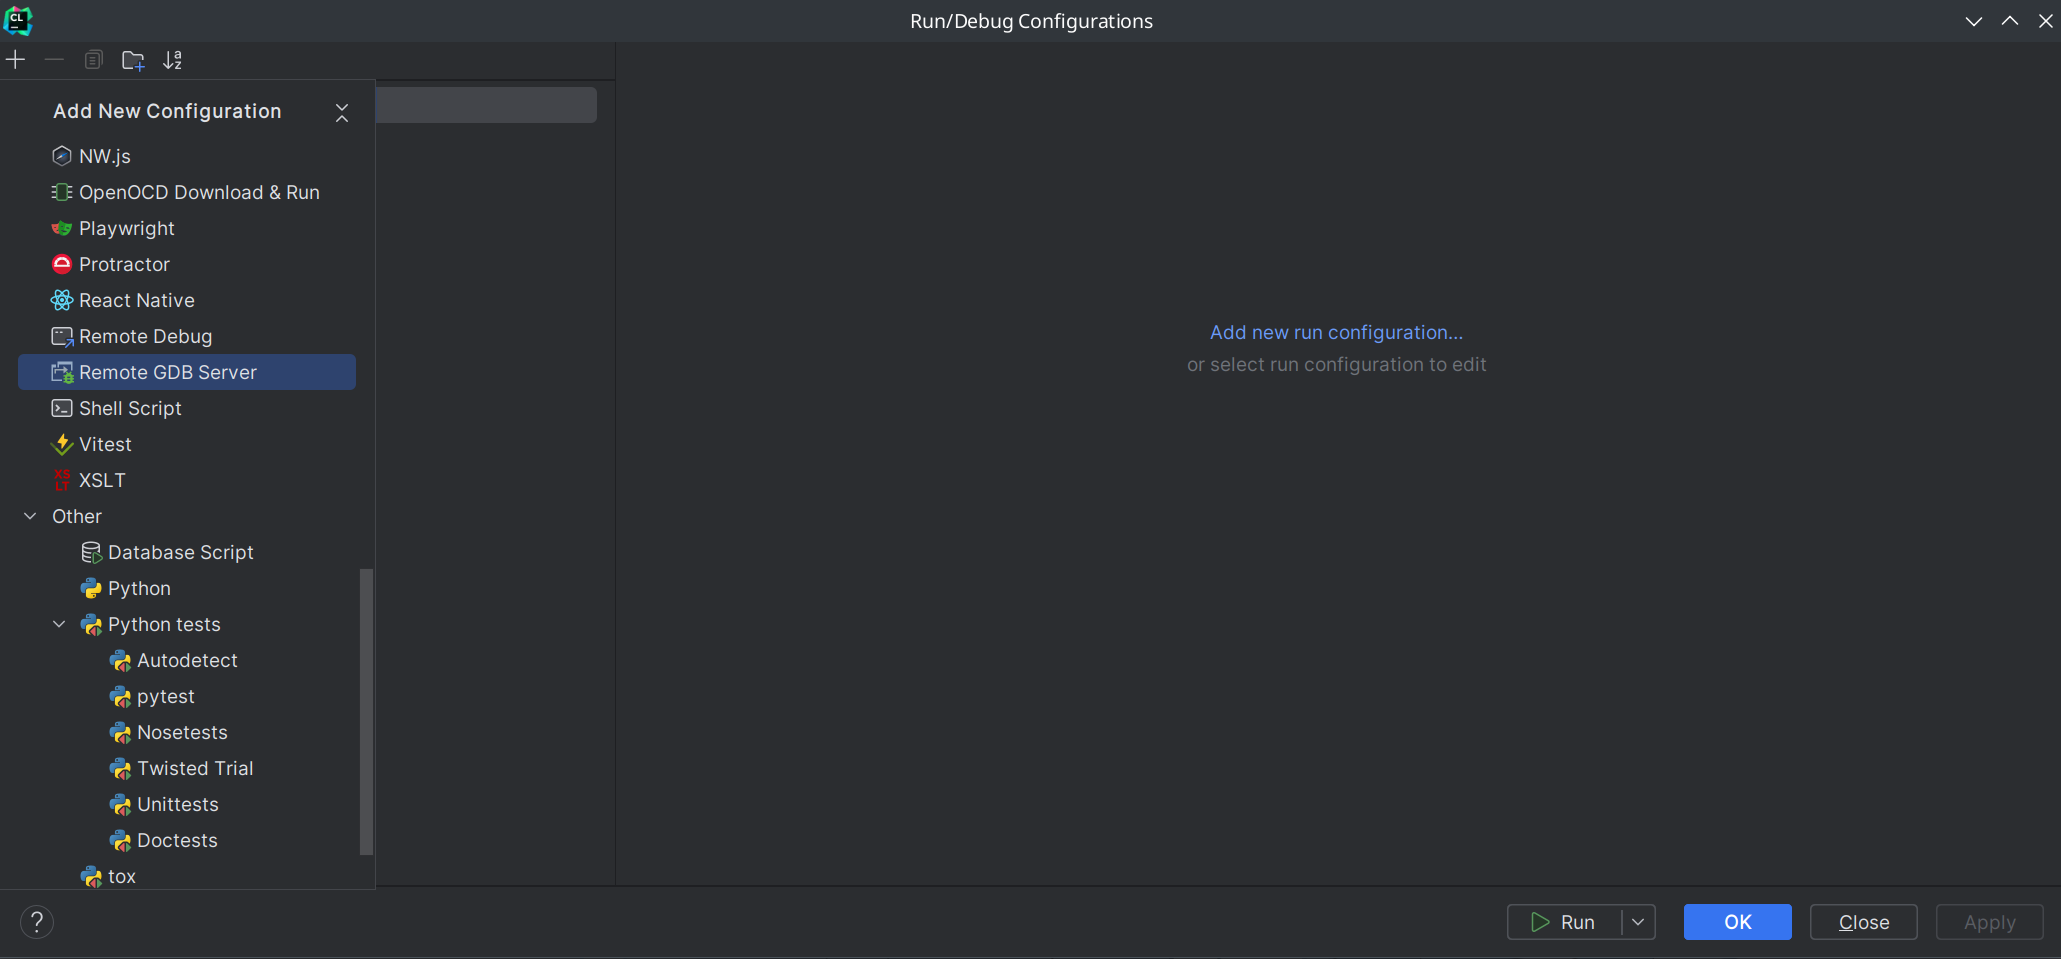 CL
Run/Debug Configurations
Add New Configuration
NW.js
OpenOCD Download & Run
Playwright
Protractor
React Native
Remote Debug
Remote GDB Server
Shell Script
Vitest
XSLT
Other
Database Script
Python
Python tests
Autodetect
pytest
Nosetests
Twisted Trial
Unittests
Doctests
tox
Add new run configuration...
or select run configuration to edit
?
Run
OK
Close
Apply